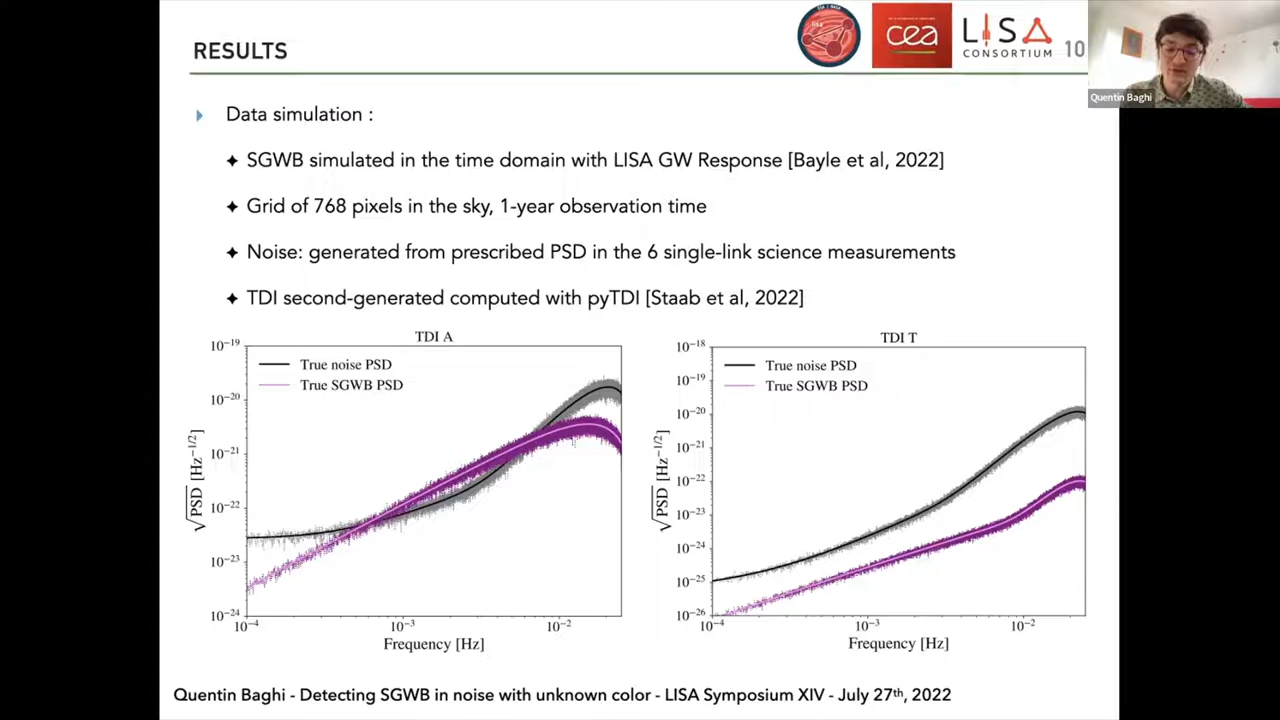 RESULTS
cea
LISA
CONSORTIUM
10
Quentin Baghi
Data simulation :
SGWB simulated in the time domain with LISA GW Response [Bayle et al, 2022]
Grid of 768 pixels in the sky, 1-year observation time
Noise: generated from prescribed PSD in the 6 single-link science measurements
TDI second-generated computed with pyTDI [Staab et al, 2022]
TDI A
10⁻¹⁹
10⁻²⁰
10⁻²¹
10⁻²²
10⁻²³
10⁻²⁴
√PSD [Hz⁻¹/²]
True noise PSD
True SGWB PSD
10⁻⁴ 10⁻³ 10⁻²
Frequency [Hz]
TDI T
10⁻¹⁸
10⁻¹⁹
10⁻²⁰
10⁻²¹
10⁻²²
10⁻²³
10⁻²⁴
10⁻²⁵
10⁻²⁶
√PSD [Hz⁻¹/²]
True noise PSD
True SGWB PSD
10⁻⁴ 10⁻³ 10⁻²
Frequency [Hz]
Quentin Baghi - Detecting SGWB in noise with unknown color - LISA Symposium XIV - July 27th, 2022